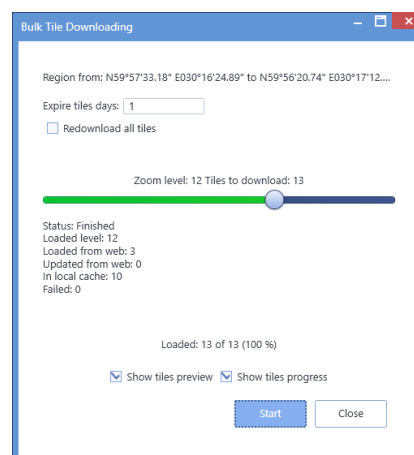 Bulk Tile Downloading
Region from: N59°57'33.18" E030°16'24.89" to N59°56'20.74" E030°17'12....
Expire tiles days: 1
Redownload all tiles
Zoom level: 12 Tiles to download: 13
Status: Finished
Loaded level: 12
Loaded from web: 3
Updated from web: 0
In local cache: 10
Failed: 0
Loaded: 13 of 13 (100 %)
Show tiles preview Show tiles progress
Start Close